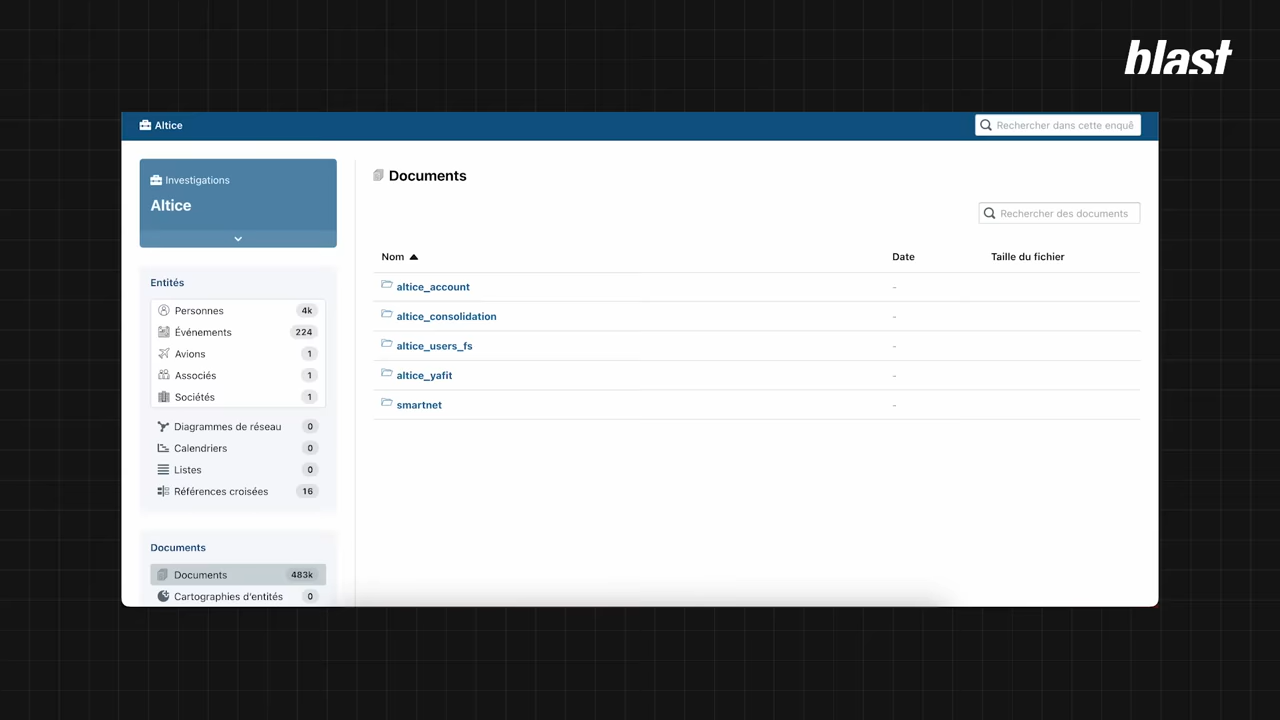 blast
Altice
Rechercher dans cette enquê
Investigations
Altice
Entités
Personnes 4k
Événements 224
Avions 1
Associés 1
Sociétés 1
Diagrammes de réseau 0
Calendriers 0
Listes 0
Références croisées 16
Documents
Documents 483k
Cartographies d'entités 0
Documents
Rechercher des documents
Nom Date Taille du fichier
altice_account -
altice_consolidation -
altice_users_fs -
altice_yafit -
smartnet -